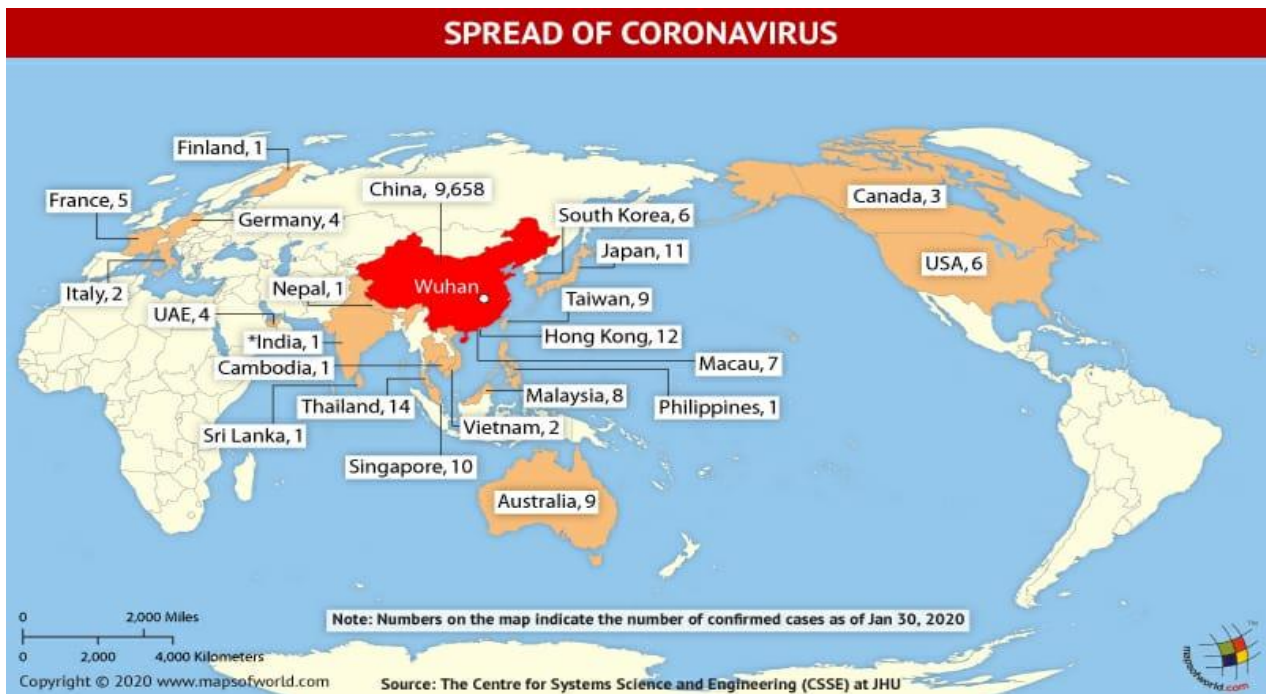 SPREAD OF CORONAVIRUS
Finland, 1
China, 9,658
France, 5
Germany, 4
South Korea, 6
Canada, 3
Japan, 11
USA, 6
Italy, 2
Nepal, 1
Wuhan
UAE, 4
Taiwan, 9
*India, 1
Hong Kong, 12
Cambodia, 1
Macau, 7
Thailand, 14
Malaysia, 8
Philippines, 1
Sri Lanka, 1
Vietnam, 2
Singapore, 10
Australia, 9
0 2,000 Miles
0 2,000 4,000 Kilometers
Note: Numbers on the map indicate the number of confirmed cases as of Jan 30, 2020
Copyright © 2020 www.mapsofworld.com
Source: The Centre for Systems Science and Engineering (CSSE) at JHU
mapsofworld.com
TM